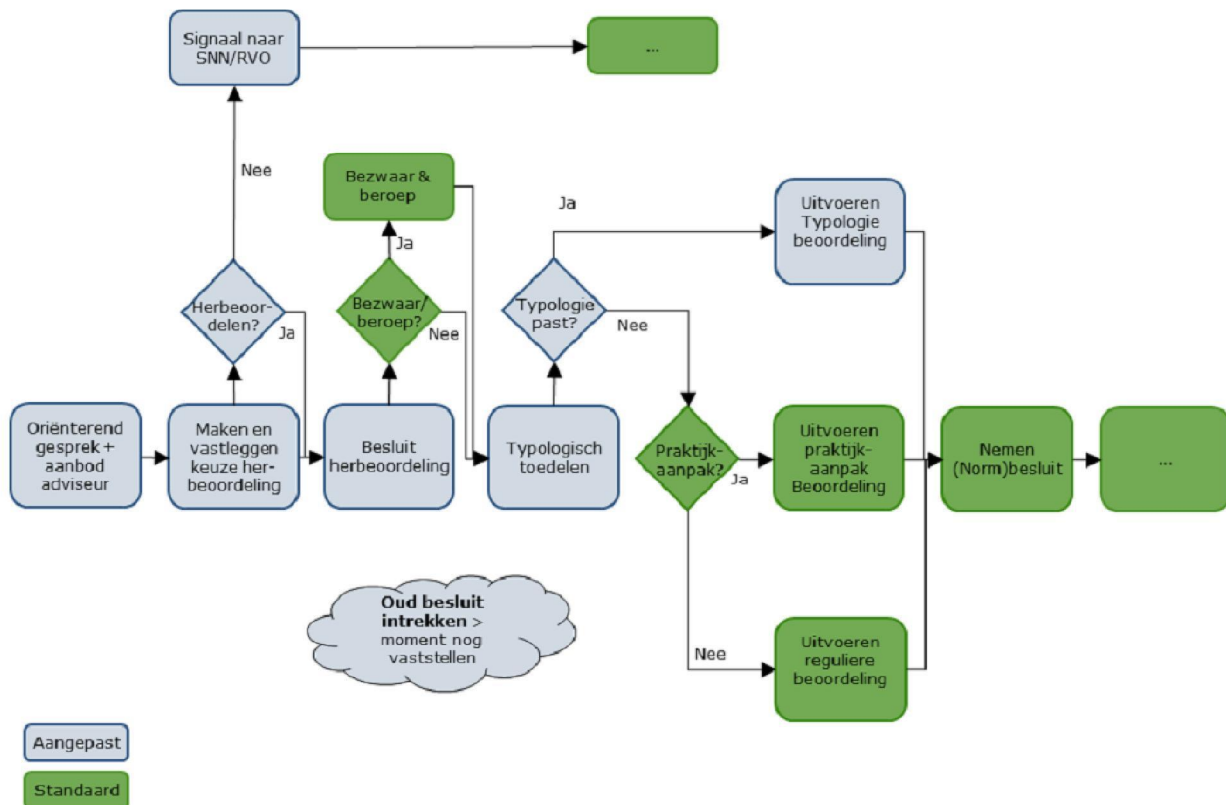 Signaal naar
SNN/RVO
...
Nee
Bezwaar &
beroep
Ja
Uitvoeren
Typologie
beoordeling
Ja
Herbeoor-
delen?
Ja
Bezwaar/
beroep?
Nee
Typologie
past?
Nee
Oriënterend
gesprek +
aanbod
adviseur
Maken en
vastleggen
keuze her-
beoordeling
Besluit
herbeoordeling
Typologisch
toedelen
Praktijk-
aanpak?
Ja
Uitvoeren
praktijk-
aanpak
Beoordeling
Nemen
(Norm)besluit
...
Oud besluit
intrekken >
moment nog
vaststellen
Nee
Uitvoeren
reguliere
beoordeling
Aangepast
Standaard